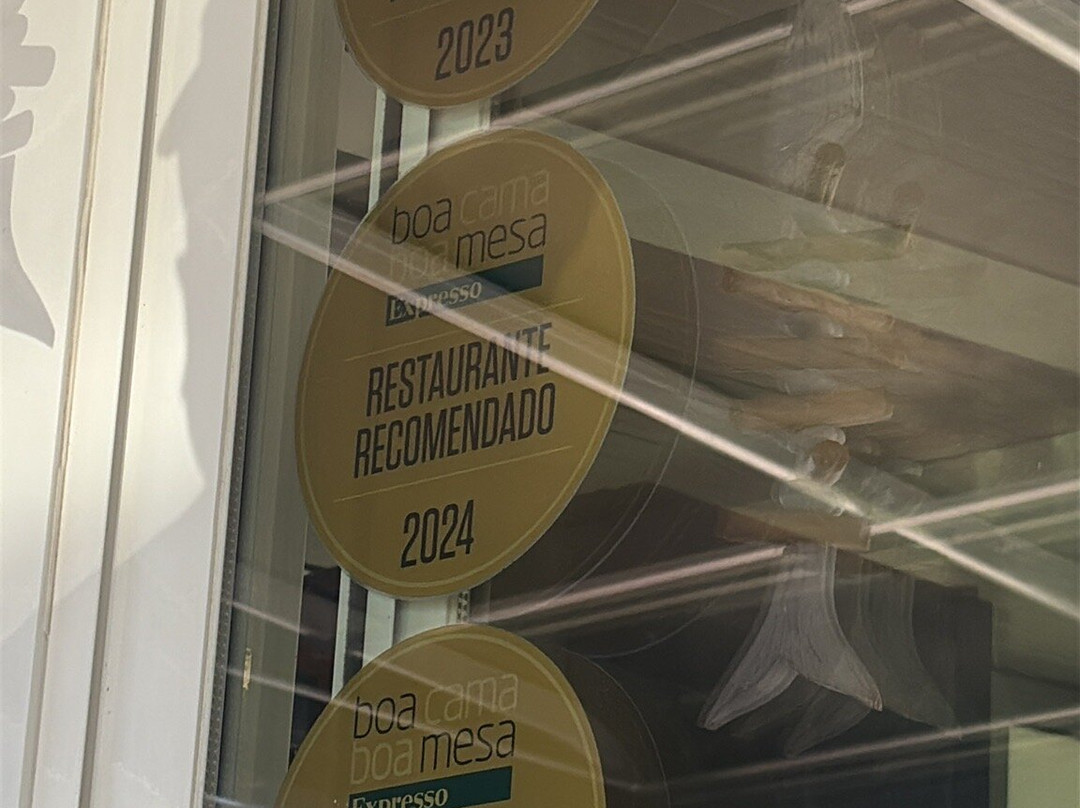 2023
boa cama
boa mesa
Expresso
RESTAURANTE
RECOMENDADO
2024
boa cama
boa mesa
Expresso